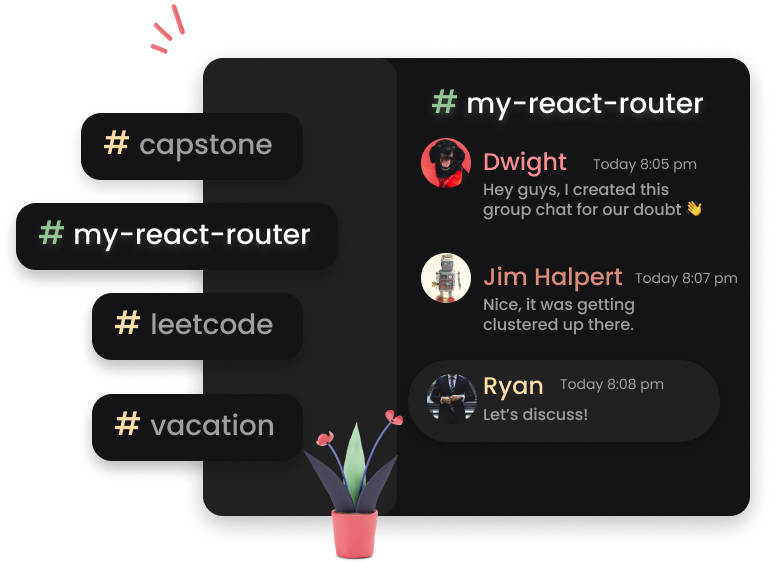 # capstone
# my-react-router
# leetcode
# vacation
# my-react-router
Dwight Today 8:05 pm
Hey guys, I created this
group chat for our doubt 👋
Jim Halpert Today 8:07 pm
Nice, it was getting
clustered up there.
Ryan Today 8:08 pm
Let's discuss!